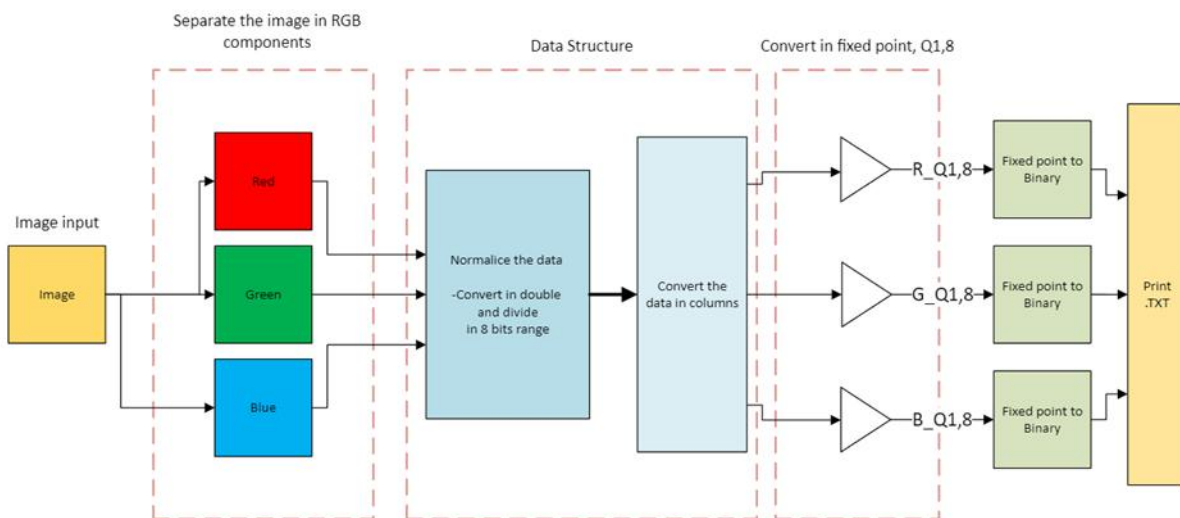 Separate the image in RGB
components
Data Structure
Convert in fixed point, Q1,8
Image input
Image
Red
Green
Blue
Normalice the data
-Convert in double
and divide
in 8 bits range
Convert the
data in columns
R_Q1,8
G_Q1,8
B_Q1,8
Fixed point to
Binary
Fixed point to
Binary
Fixed point to
Binary
Print
.TXT